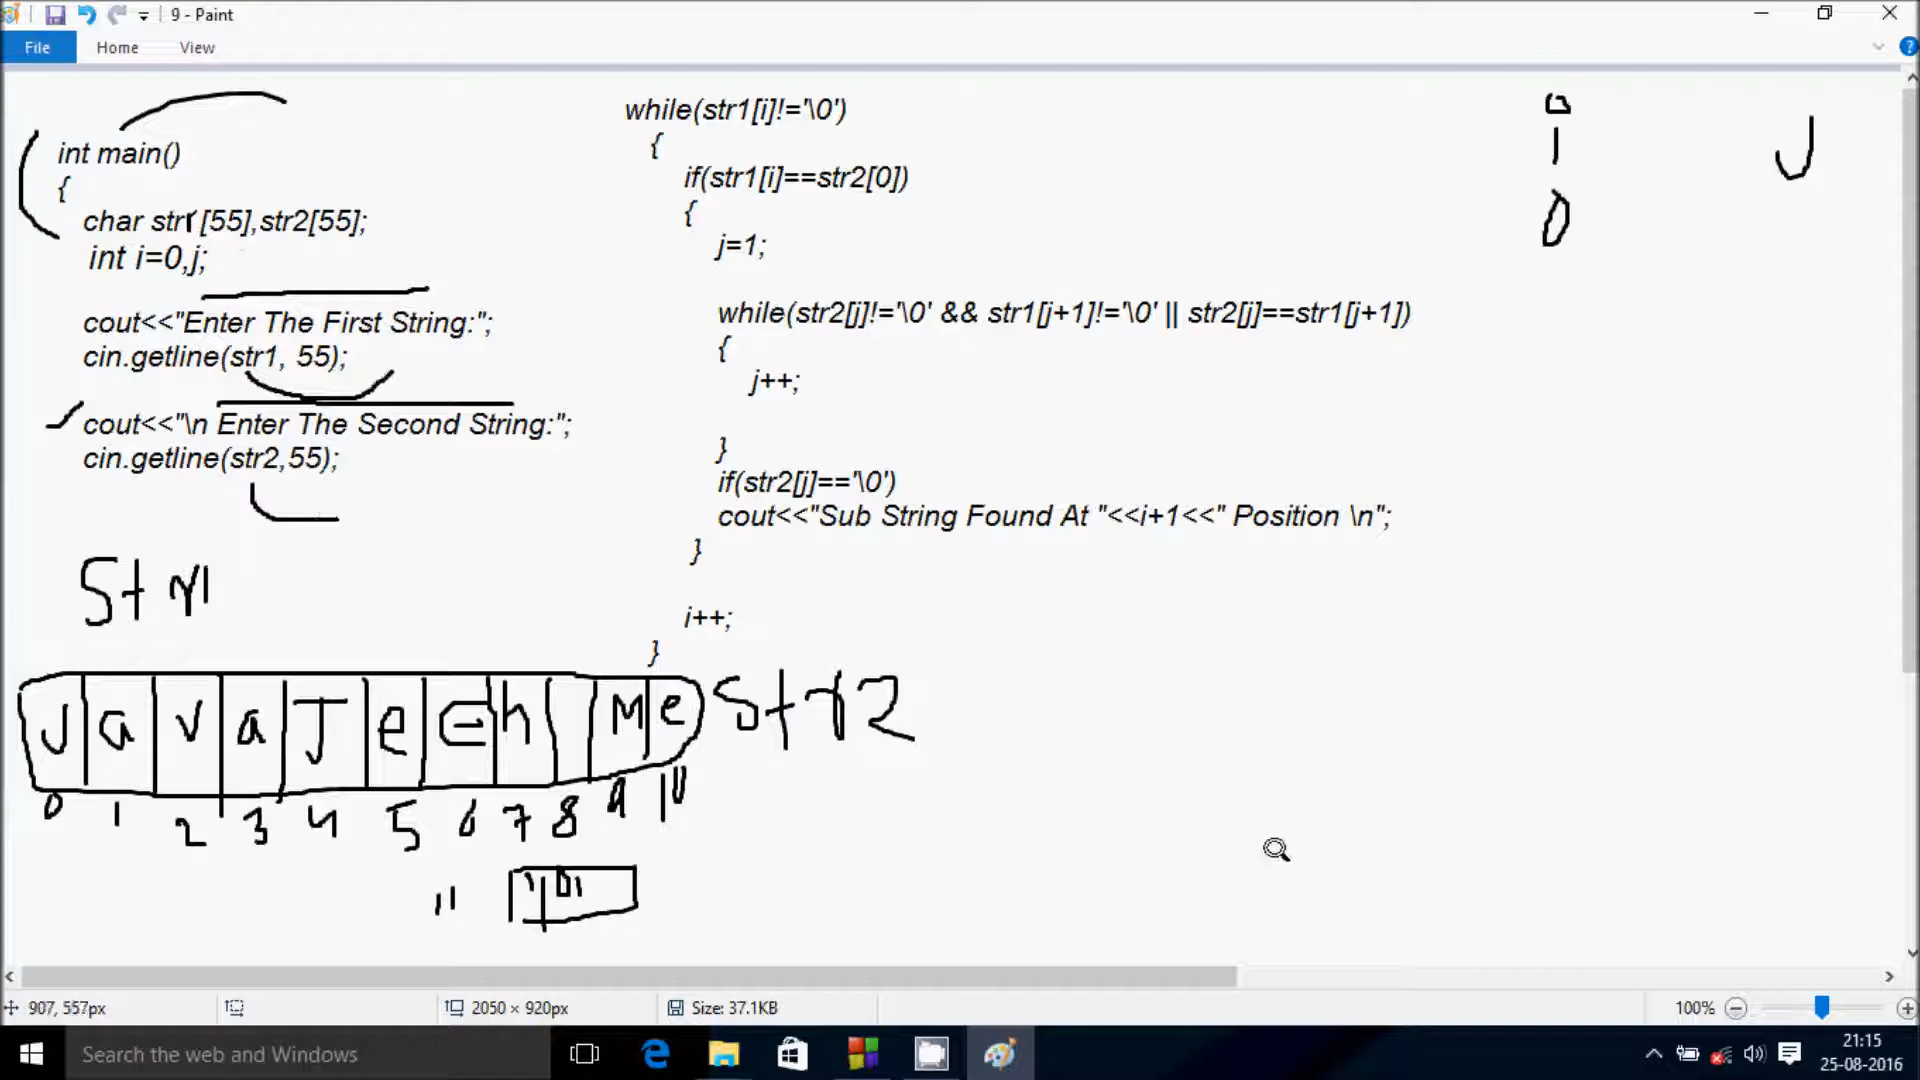 9 - Paint
File Home View
int main()
{
char str1 [55],str2[55];
int i=0,j;
cout<<"Enter The First String:";
cin.getline(str1, 55);
cout<<"\n Enter The Second String:";
cin.getline(str2,55);
while(str1[i]!='\0')
{
if(str1[i]==str2[0])
{
j=1;
while(str2[j]!='\0' && str1[j+1]!='\0' || str2[j]==str1[j+1])
{
j++;
}
if(str2[j]=='\0')
cout<<"Sub String Found At "<<i+1<<" Position \n";
}
i++;
}
1 J
0
Str1
J a v a T e h M e
Str2
0 1 2 3 4 5 6 7 8 9 10
907, 557px
2050 × 920px
Size: 37.1KB
100%
Search the web and Windows
21:15
25-08-2016